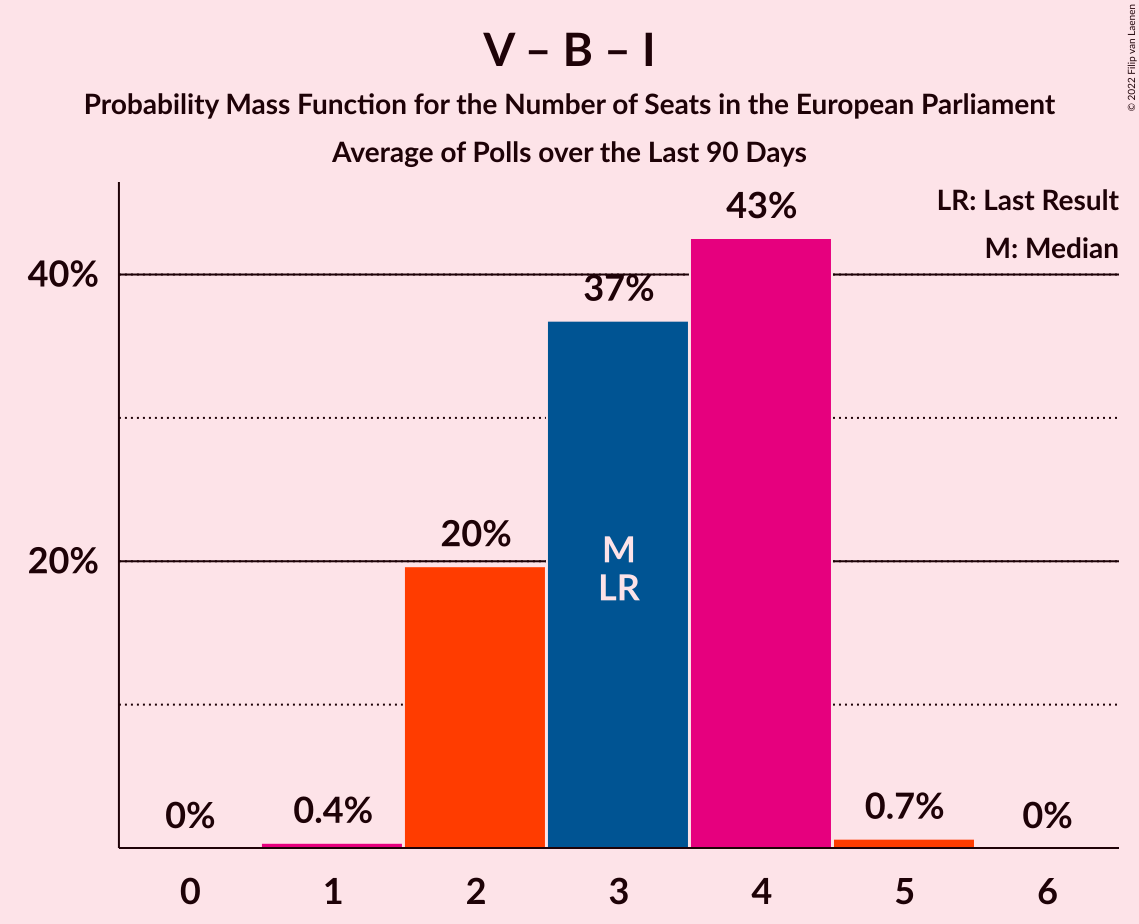 V – B – I
Probability Mass Function for the Number of Seats in the European Parliament
Average of Polls over the Last 90 Days
© 2022 Filip van Laenen
LR: Last Result
M: Median
43%
40%
37%
20%
M
20%
LR
0%
0.4%
0.7%
0%
0 1 2 3 4 5 6